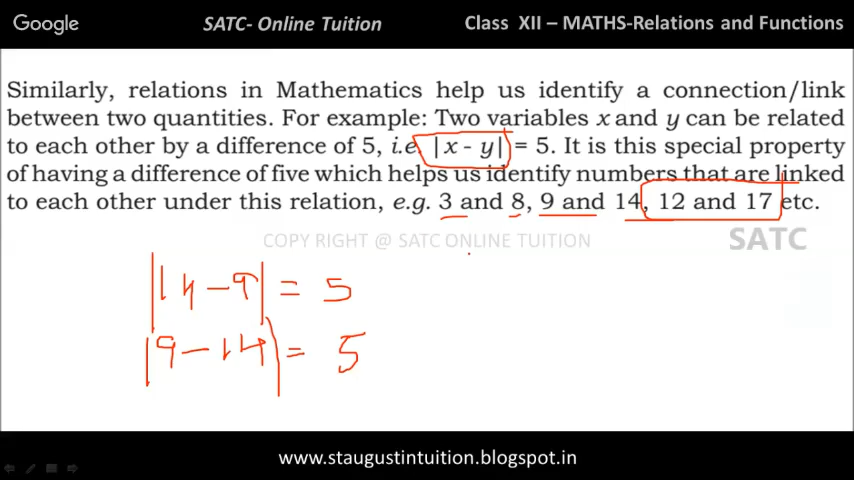 Google SATC- Online Tuition Class XII – MATHS-Relations and Functions
Similarly, relations in Mathematics help us identify a connection/link
between two quantities. For example: Two variables x and y can be related
to each other by a difference of 5, i.e |x - y| = 5. It is this special property
of having a difference of five which helps us identify numbers that are linked
to each other under this relation, e.g. 3 and 8, 9 and 14, 12 and 17 etc.
COPY RIGHT @ SATC ONLINE TUITION SATC
|14-9| = 5
|9-14| = 5
www.staugustintuition.blogspot.in